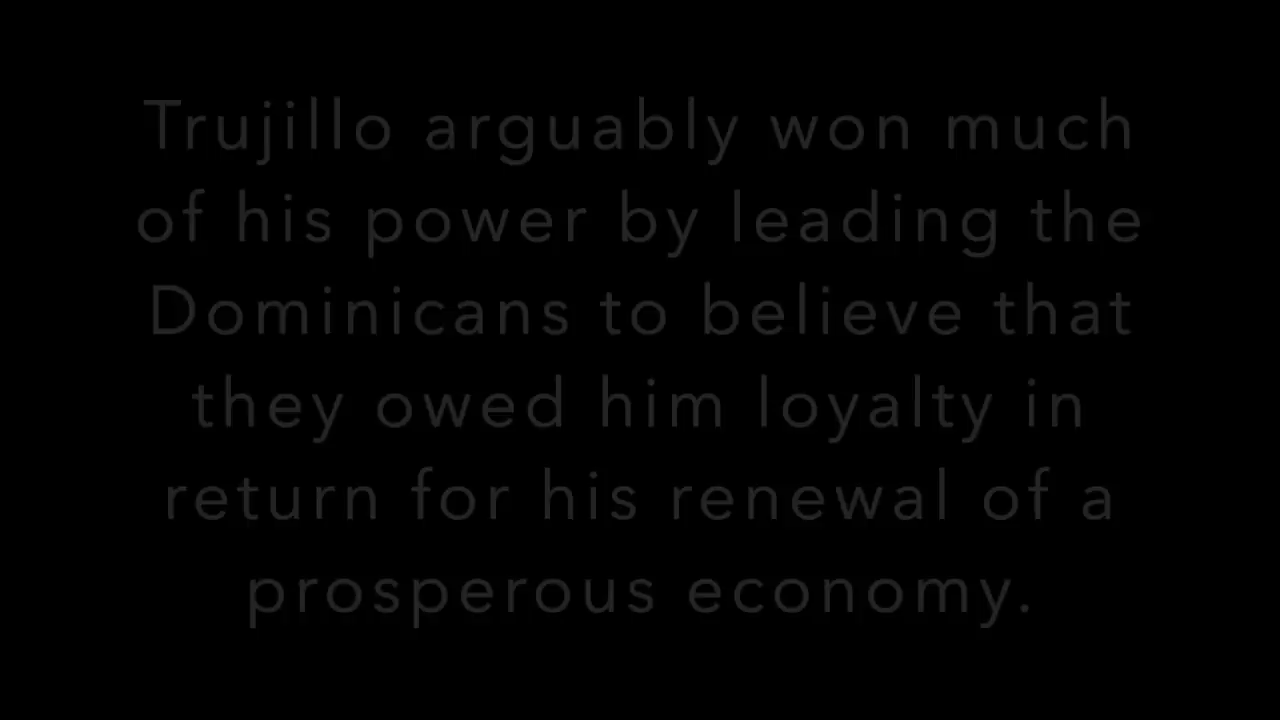 Trujillo arguably won much
of his power by leading the
Dominicans to believe that
they owed him loyalty in
return for his renewal of a
prosperous economy.